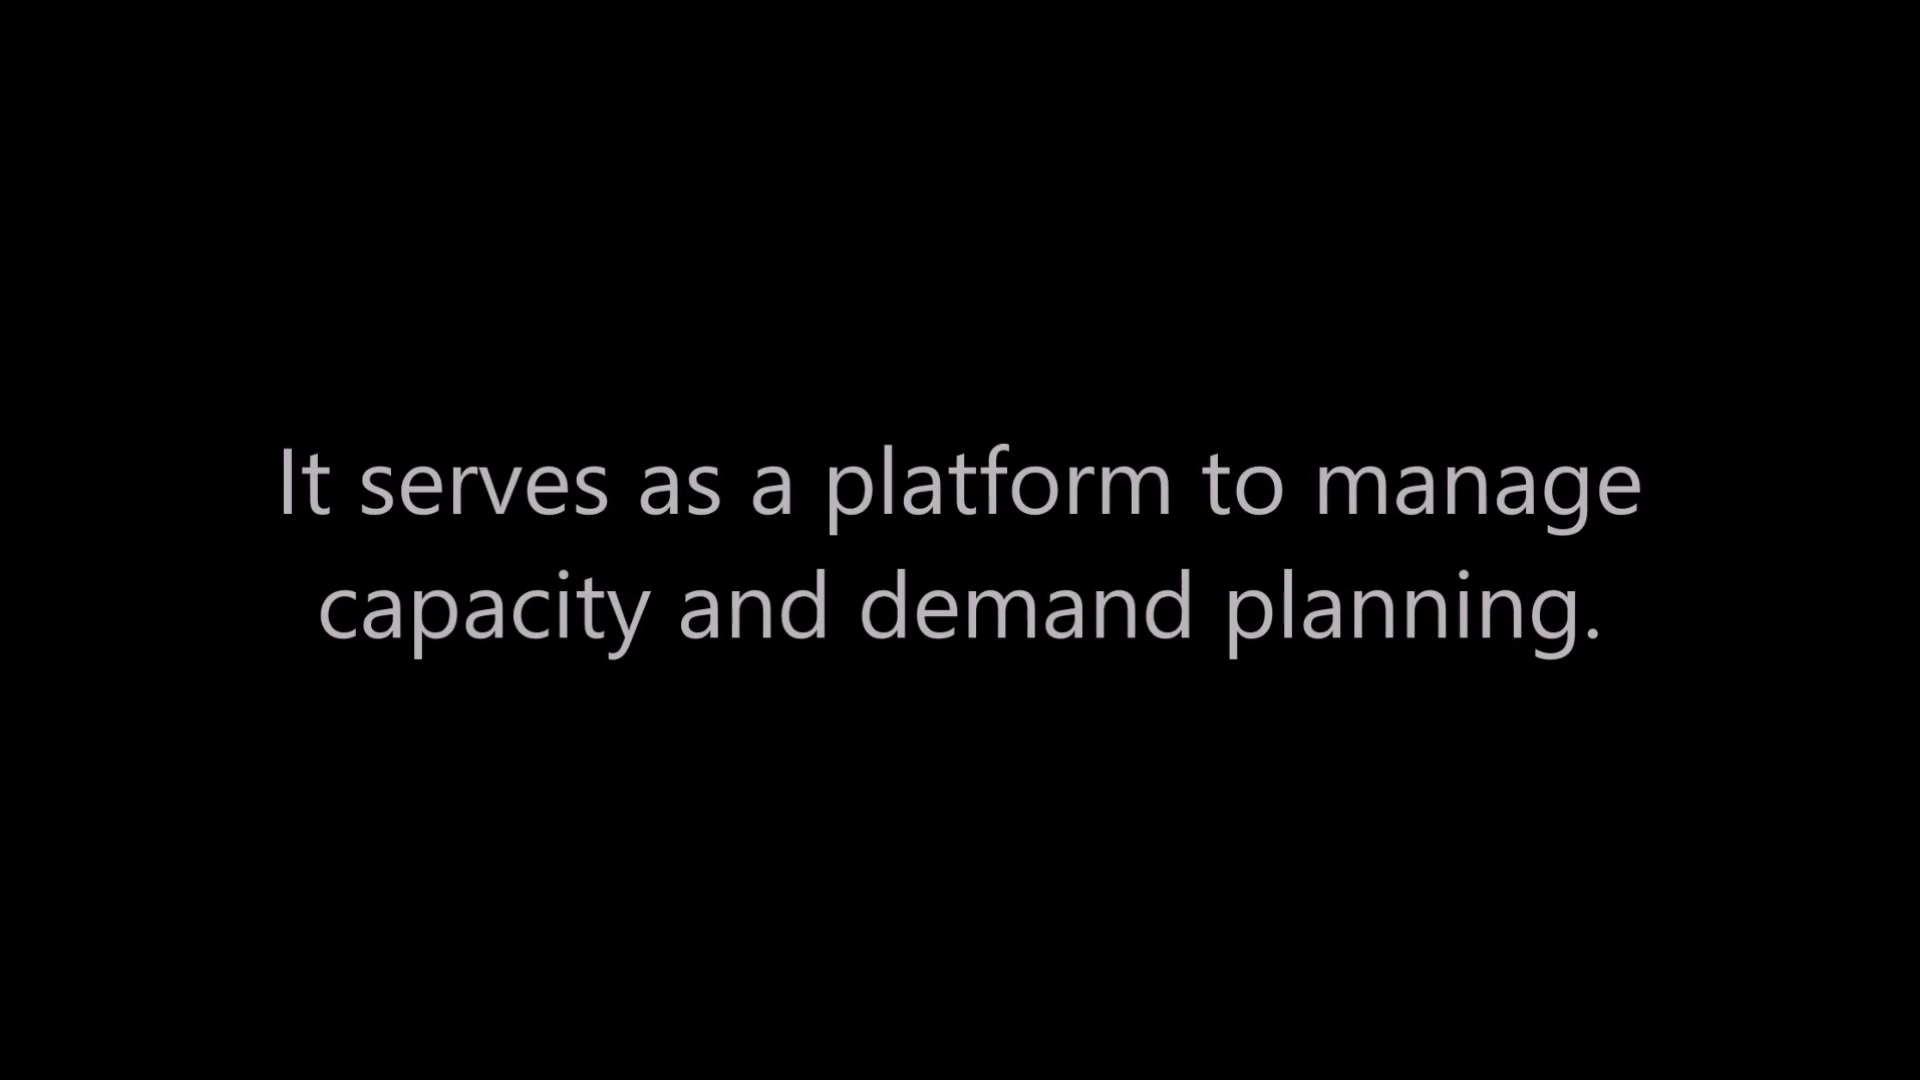 It serves as a platform to manage
capacity and demand planning.